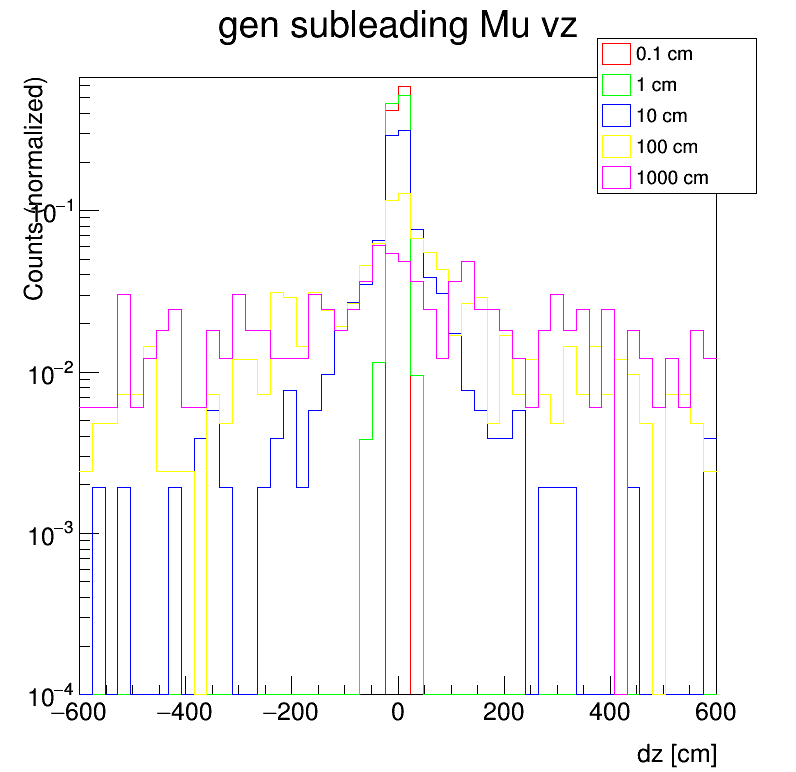 gen subleading Mu vz
0.1 cm
1 cm
10 cm
100 cm
1000 cm
Counts (normalized)
10⁻¹
10⁻²
10⁻³
10⁻⁴
−600 −400 −200 0 200 400 600
dz [cm]